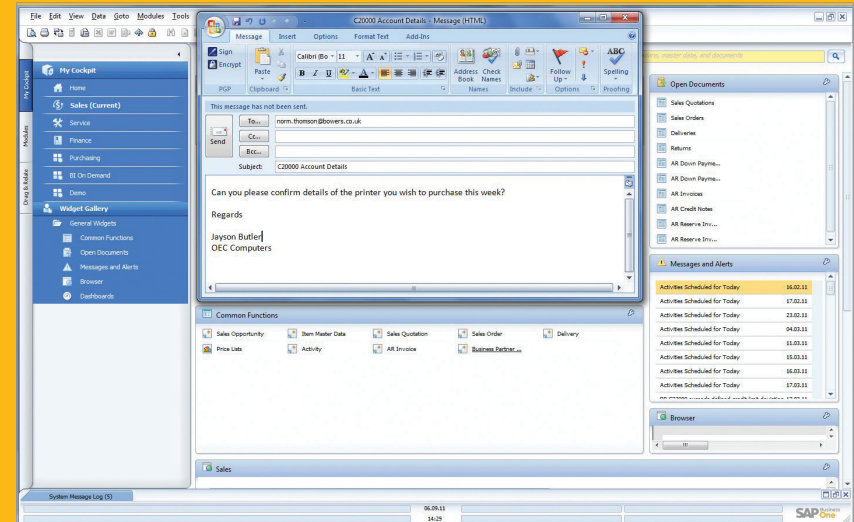 File Edit View Data Goto Modules Tools
C20000 Account Details - Message (HTML)
Message Insert Options Format Text Add-Ins
Sign
Encrypt
PGP
Paste
Clipboard
Calibri (Bo 11
B I U
Basic Text
Address Book
Check Names
Names
Include
Follow Up
Options
ABC
Spelling
Proofing
This message has not been sent.
Send
To... norm.thomson@bowers.co.uk
Cc...
Bcc...
Subject: C20000 Account Details
Can you please confirm details of the printer you wish to purchase this week?
Regards
Jayson Butler
OEC Computers
My Cockpit
Modules
Drag & Relate
My Cockpit
Home
Sales (Current)
Service
Finance
Purchasing
BI On Demand
Demo
Widget Gallery
General Widgets
Common Functions
Open Documents
Messages and Alerts
Browser
Dashboards
Common Functions
Sales Opportunity Item Master Data Sales Quotation Sales Order Delivery
Price Lists Activity AR Invoice Business Partner ...
Sales
master data, and documents
Open Documents
Sales Quotations
Sales Orders
Deliveries
Returns
AR Down Payme...
AR Down Payme...
AR Invoices
AR Credit Notes
AR Reserve Inv...
AR Reserve Inv...
Messages and Alerts
Activities Scheduled for Today 16.02.11
Activities Scheduled for Today 17.02.11
Activities Scheduled for Today 23.02.11
Activities Scheduled for Today 04.03.11
Activities Scheduled for Today 11.03.11
Activities Scheduled for Today 15.03.11
Activities Scheduled for Today 16.03.11
Activities Scheduled for Today 17.03.11
Browser
System Message Log (5)
06.09.11
14:29
SAP Business One